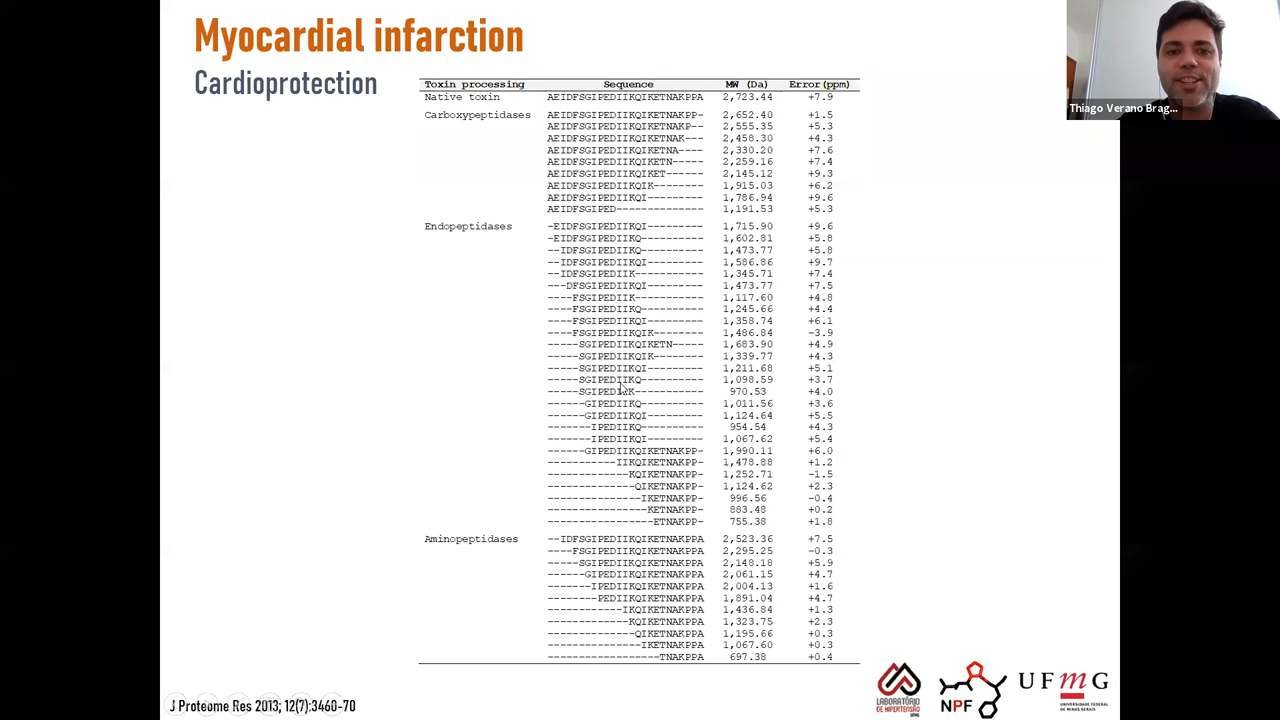 Myocardial infarction
Cardioprotection
Thiago Verano Brag...
Toxin processing Sequence MW (Da) Error(ppm)
Native toxin AEIDFSGIPEDIIKQIKETNAKPPA 2,723.44 +7.9
Carboxypeptidases AEIDFSGIPEDIIKQIKETNAKPP- 2,652.40 +1.5
AEIDFSGIPEDIIKQIKETNAKP-- 2,555.35 +5.3
AEIDFSGIPEDIIKQIKETNAK--- 2,458.30 +4.3
AEIDFSGIPEDIIKQIKETNA---- 2,330.20 +7.6
AEIDFSGIPEDIIKQIKETN----- 2,259.16 +7.4
AEIDFSGIPEDIIKQIKET------ 2,145.12 +9.3
AEIDFSGIPEDIIKQIK-------- 1,915.03 +6.2
AEIDFSGIPEDIIKQI--------- 1,786.94 +9.6
AEIDFSGIPED-------------- 1,191.53 +5.3
Endopeptidases -EIDFSGIPEDIIKQI--------- 1,715.90 +9.6
-EIDFSGIPEDIIKQ---------- 1,602.81 +5.8
--IDFSGIPEDIIKQ---------- 1,473.77 +5.8
--IDFSGIPEDIIKQI--------- 1,586.86 +9.7
--IDFSGIPEDIIK----------- 1,345.71 +7.4
---DFSGIPEDIIKQI--------- 1,473.77 +7.5
----FSGIPEDIIK----------- 1,117.60 +4.8
----FSGIPEDIIKQ---------- 1,245.66 +4.4
----FSGIPEDIIKQI--------- 1,358.74 +6.1
----FSGIPEDIIKQIK-------- 1,486.84 -3.9
-----SGIPEDIIKQIKETN----- 1,683.90 +4.9
-----SGIPEDIIKQIK-------- 1,339.77 +4.3
-----SGIPEDIIKQI--------- 1,211.68 +5.1
-----SGIPEDIIKQ---------- 1,098.59 +3.7
-----SGIPEDIIK----------- 970.53 +4.0
------GIPEDIIKQ---------- 1,011.56 +3.6
------GIPEDIIKQI--------- 1,124.64 +5.5
-------IPEDIIKQ---------- 954.54 +4.3
-------IPEDIIKQI--------- 1,067.62 +5.4
------GIPEDIIKQIKETNAKPP- 1,990.11 +6.0
-----------IIKQIKETNAKPP- 1,478.88 +1.2
-------------KQIKETNAKPP- 1,252.71 -1.5
--------------QIKETNAKPP- 1,124.62 +2.3
---------------IKETNAKPP- 996.56 -0.4
----------------KETNAKPP- 883.48 +0.2
-----------------ETNAKPP- 755.38 +1.8
Aminopeptidases --IDFSGIPEDIIKQIKETNAKPPA 2,523.36 +7.5
----FSGIPEDIIKQIKETNAKPPA 2,295.25 -0.3
-----SGIPEDIIKQIKETNAKPPA 2,148.18 +5.9
------GIPEDIIKQIKETNAKPPA 2,061.15 +4.7
-------IPEDIIKQIKETNAKPPA 2,004.13 +1.6
--------PEDIIKQIKETNAKPPA 1,891.04 +4.7
------------IKQIKETNAKPPA 1,436.84 +1.3
-------------KQIKETNAKPPA 1,323.75 +2.3
--------------QIKETNAKPPA 1,195.66 +0.3
---------------IKETNAKPPA 1,067.60 +0.3
------------------TNAKPPA 697.38 +0.4
J Proteome Res 2013; 12(7):3460-70
LABORATÓRIO
DE HIPERTENSÃO
UFMG
NPF
UFmG
UNIVERSIDADE FEDERAL
DE MINAS GERAIS